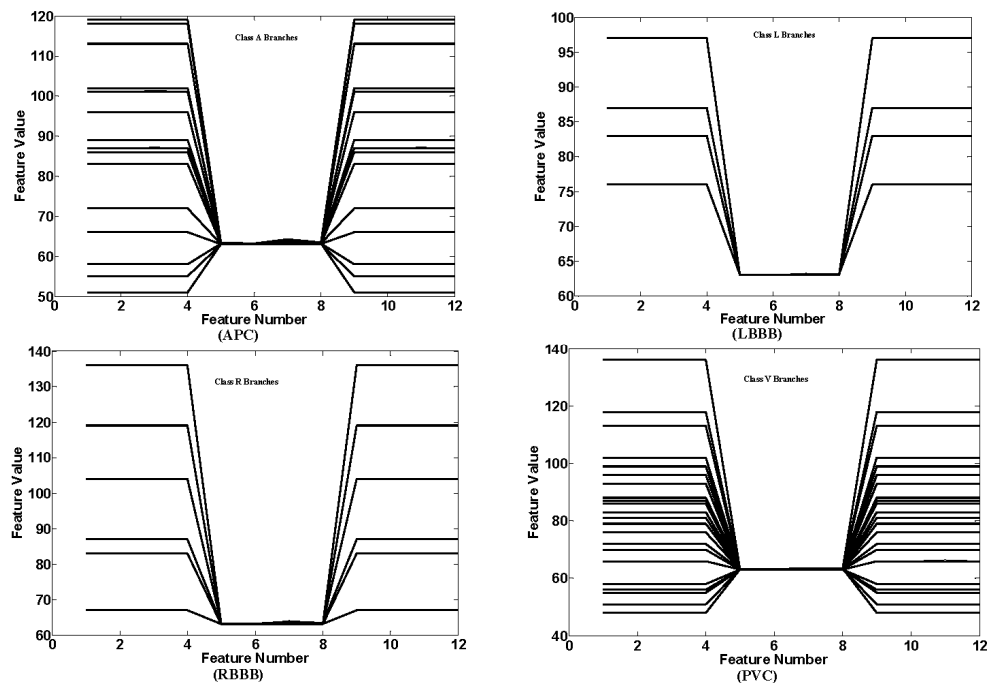 Class A Branches
Feature Value
120
110
100
90
80
70
60
50
0 2 4 6 8 10 12
Feature Number
(APC)
Class L Branches
Feature Value
100
95
90
85
80
75
70
65
60
0 2 4 6 8 10 12
Feature Number
(LBBB)
Class R Branches
Feature Value
140
130
120
110
100
90
80
70
60
0 2 4 6 8 10 12
Feature Number
(RBBB)
Class V Branches
Feature Value
140
120
100
80
60
40
0 2 4 6 8 10 12
Feature Number
(PVC)